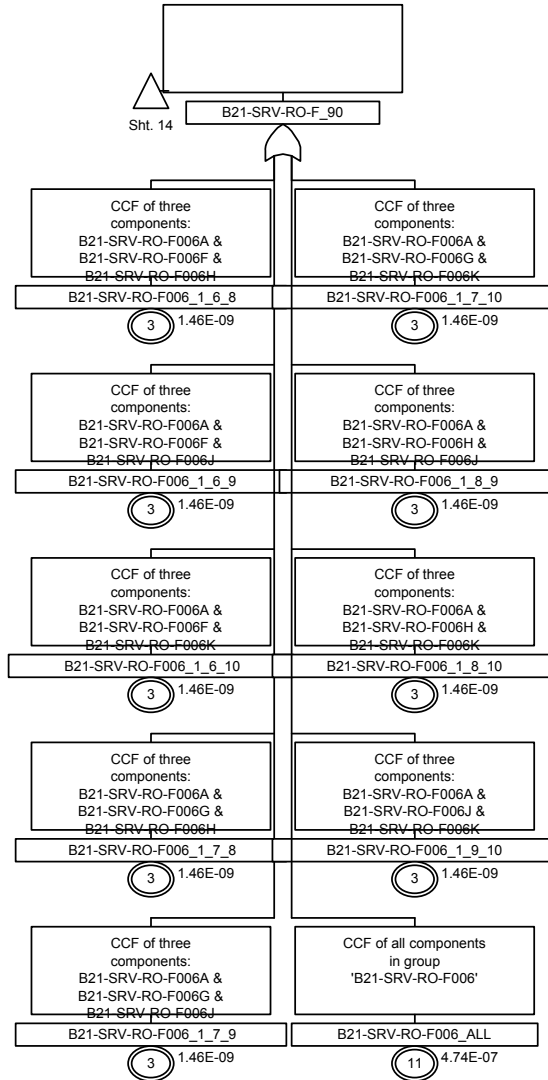 Sht. 14
B21-SRV-RO-F_90
CCF of three
components:
B21-SRV-RO-F006A &
B21-SRV-RO-F006F &
B21-SRV-RO-F006H
B21-SRV-RO-F006_1_6_8
3
1.46E-09
CCF of three
components:
B21-SRV-RO-F006A &
B21-SRV-RO-F006G &
B21-SRV-RO-F006K
B21-SRV-RO-F006_1_7_10
3
1.46E-09
CCF of three
components:
B21-SRV-RO-F006A &
B21-SRV-RO-F006F &
B21-SRV-RO-F006J
B21-SRV-RO-F006_1_6_9
3
1.46E-09
CCF of three
components:
B21-SRV-RO-F006A &
B21-SRV-RO-F006H &
B21-SRV-RO-F006J
B21-SRV-RO-F006_1_8_9
3
1.46E-09
CCF of three
components:
B21-SRV-RO-F006A &
B21-SRV-RO-F006F &
B21-SRV-RO-F006K
B21-SRV-RO-F006_1_6_10
3
1.46E-09
CCF of three
components:
B21-SRV-RO-F006A &
B21-SRV-RO-F006H &
B21-SRV-RO-F006K
B21-SRV-RO-F006_1_8_10
3
1.46E-09
CCF of three
components:
B21-SRV-RO-F006A &
B21-SRV-RO-F006G &
B21-SRV-RO-F006H
B21-SRV-RO-F006_1_7_8
3
1.46E-09
CCF of three
components:
B21-SRV-RO-F006A &
B21-SRV-RO-F006J &
B21-SRV-RO-F006K
B21-SRV-RO-F006_1_9_10
3
1.46E-09
CCF of three
components:
B21-SRV-RO-F006A &
B21-SRV-RO-F006G &
B21-SRV-RO-F006J
B21-SRV-RO-F006_1_7_9
3
1.46E-09
CCF of all components
in group
'B21-SRV-RO-F006'
B21-SRV-RO-F006_ALL
11
4.74E-07